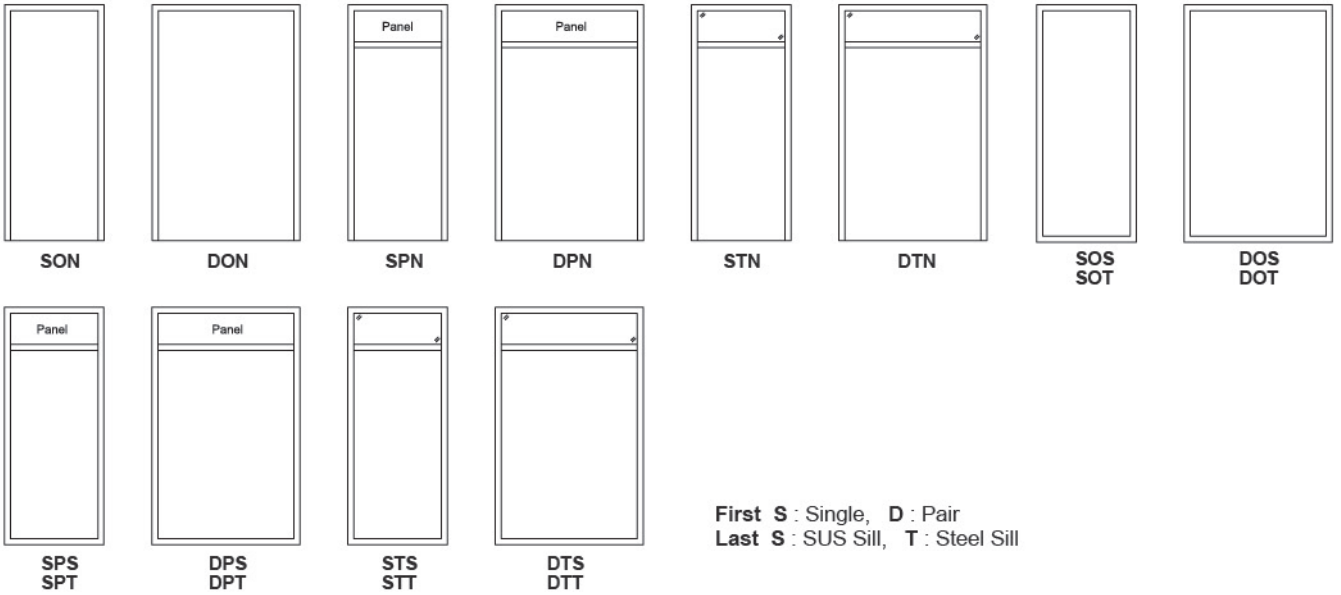 Panel
Panel
SON
DON
SPN
DPN
STN
DTN
SOS
SOT
DOS
DOT
Panel
Panel
SPS
SPT
DPS
DPT
STS
STT
DTS
DTT
First S : Single, D : Pair
Last S : SUS Sill, T : Steel Sill